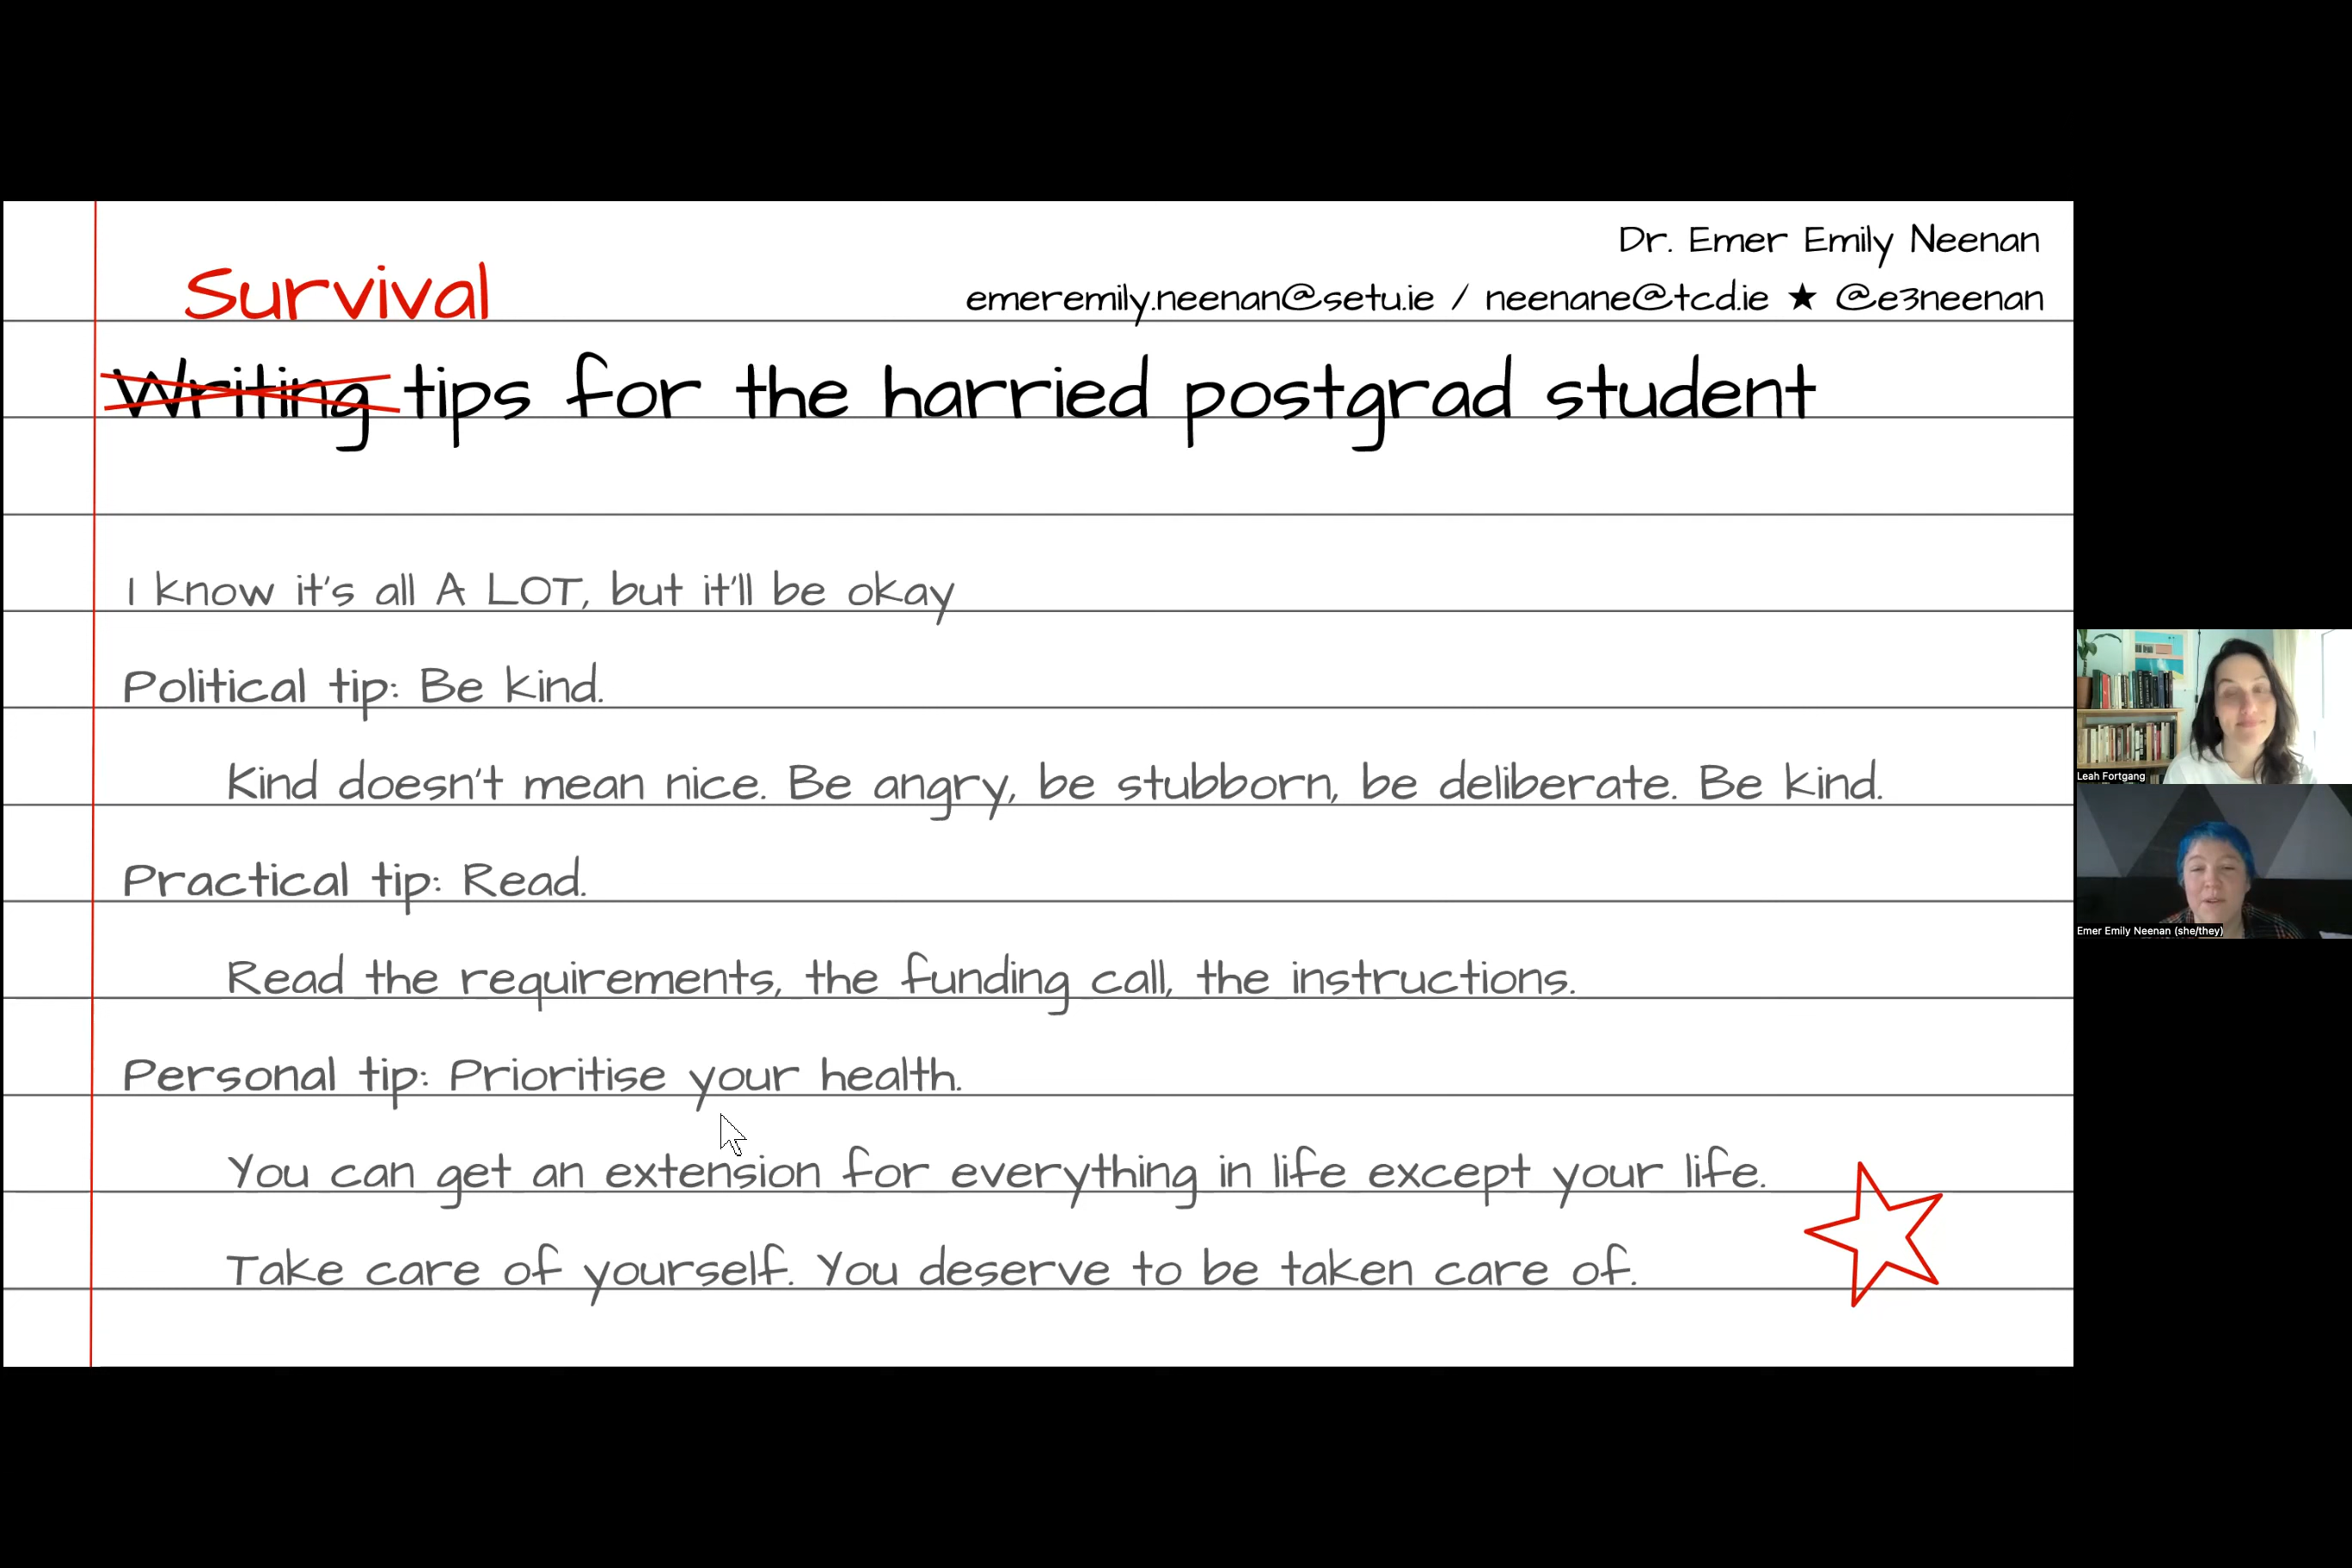 Dr. Emer Emily Neenan
Survival
emeremily.neenan@setu.ie / neenane@tcd.ie ★ @e3neenan
Writing tips for the harried postgrad student
I know it's all A LOT, but it'll be okay
Political tip: Be kind.
Kind doesn't mean nice. Be angry, be stubborn, be deliberate. Be kind.
Practical tip: Read.
Read the requirements, the funding call, the instructions.
Personal tip: Prioritise your health.
You can get an extension for everything in life except your life.
Take care of yourself. You deserve to be taken care of.
Leah Fortgang
Emer Emily Neenan (she/they)